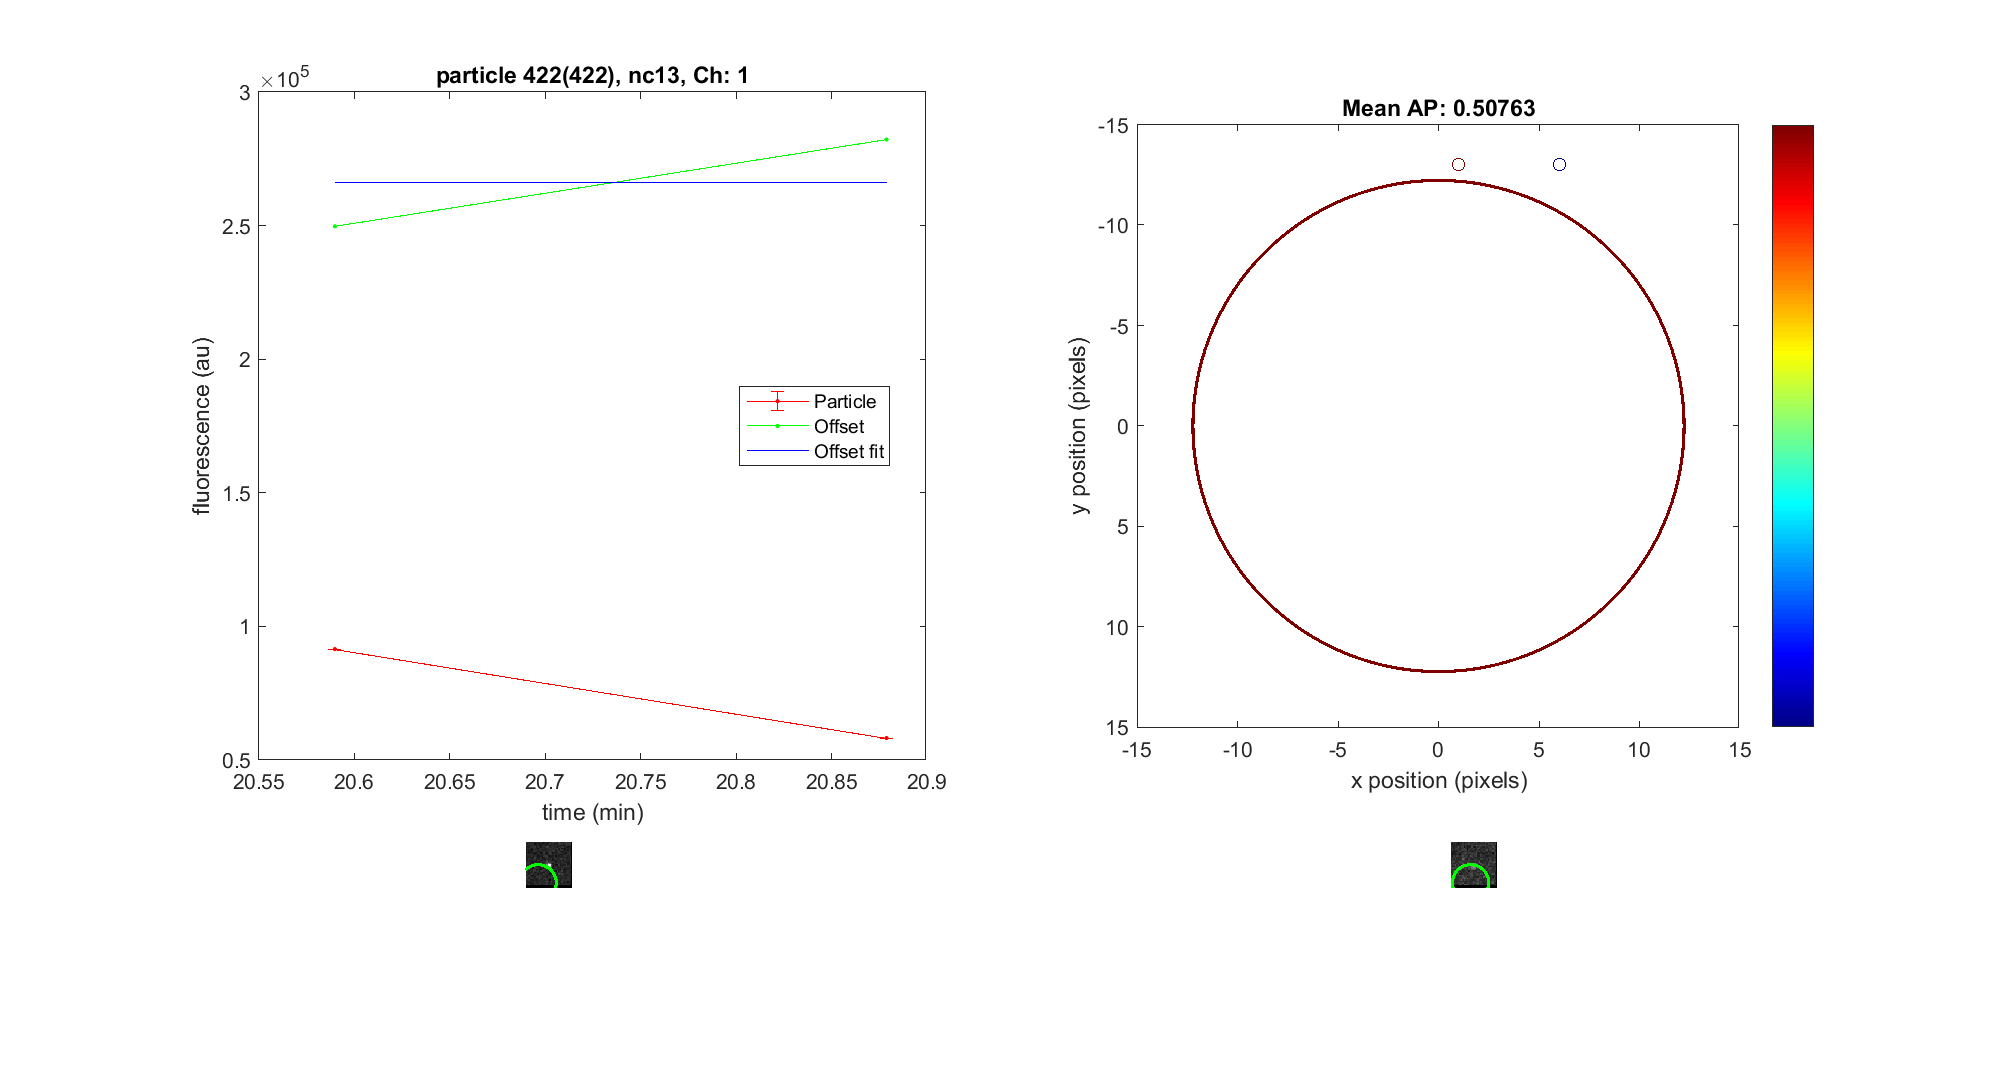 particle 422(422), nc13, Ch: 1
×10^5
3
2.5
2
1.5
1
0.5
fluorescence (au)
20.55 20.6 20.65 20.7 20.75 20.8 20.85 20.9
time (min)
Particle
Offset
Offset fit
Mean AP: 0.50763
-15
-10
-5
0
5
10
15
y position (pixels)
-15 -10 -5 0 5 10 15
x position (pixels)